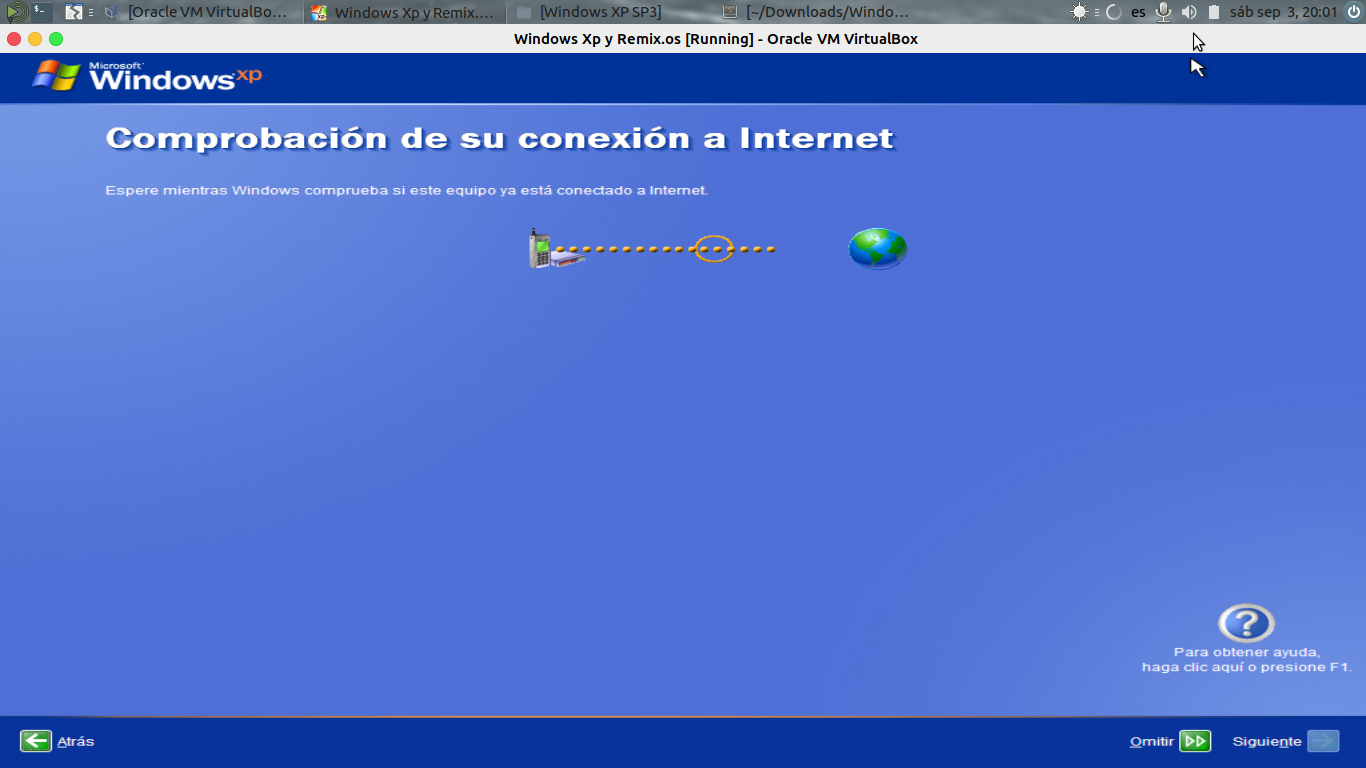 [Oracle VM VirtualBo...
Windows Xp y Remix....
[Windows XP SP3]
[~/Downloads/Windo...
es
sáb sep 3, 20:01
Windows Xp y Remix.os [Running] - Oracle VM VirtualBox
Microsoft
Windows xp
Comprobación de su conexión a Internet
Espere mientras Windows comprueba si este equipo ya está conectado a Internet.
Para obtener ayuda,
haga clic aquí o presione F1.
Atrás
Omitir
Siguiente